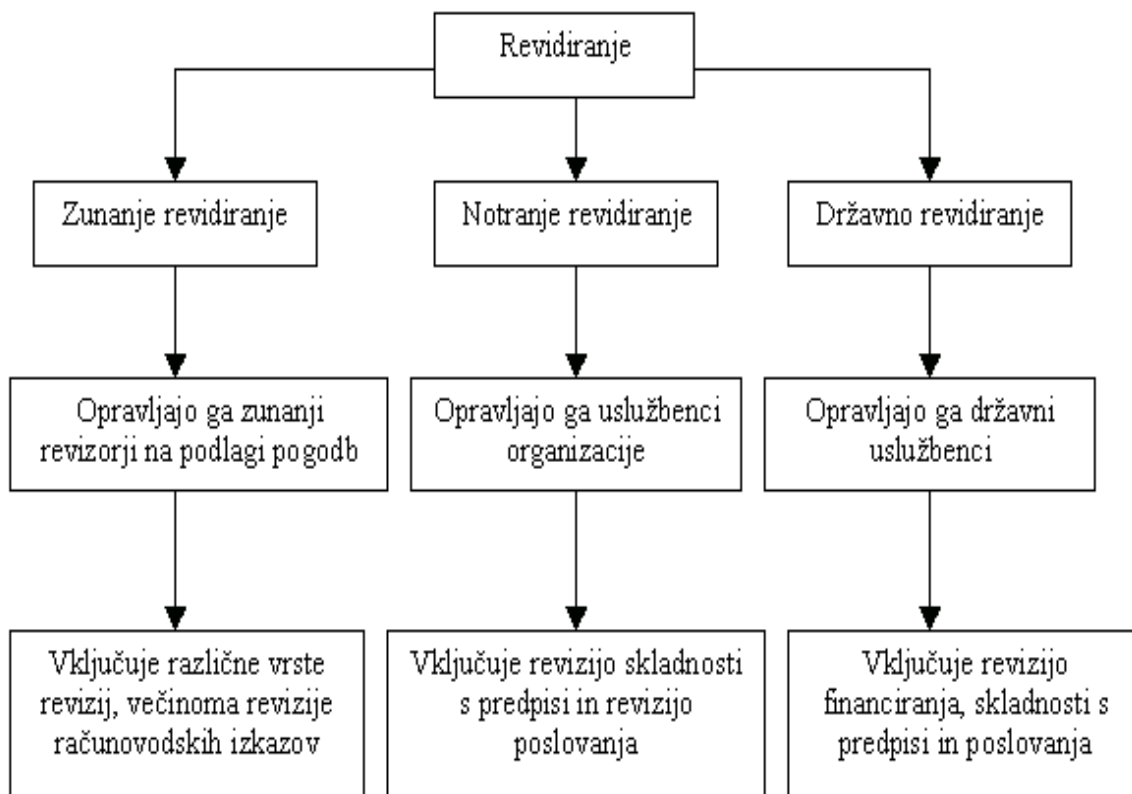 Revidiranje
Zunanje revidiranje
Notranje revidiranje
Državno revidiranje
Opravljajo ga zunanji
revizorji na podlagi pogodb
Opravljajo ga uslužbenci
organizacije
Opravljajo ga državni
uslužbenci
Vključuje različne vrste
revizij, večinoma revizije
računovodskih izkazov
Vključuje revizijo skladnosti
s predpisi in revizijo
poslovanja
Vključuje revizijo
financiranja, skladnosti s
predpisi in poslovanja